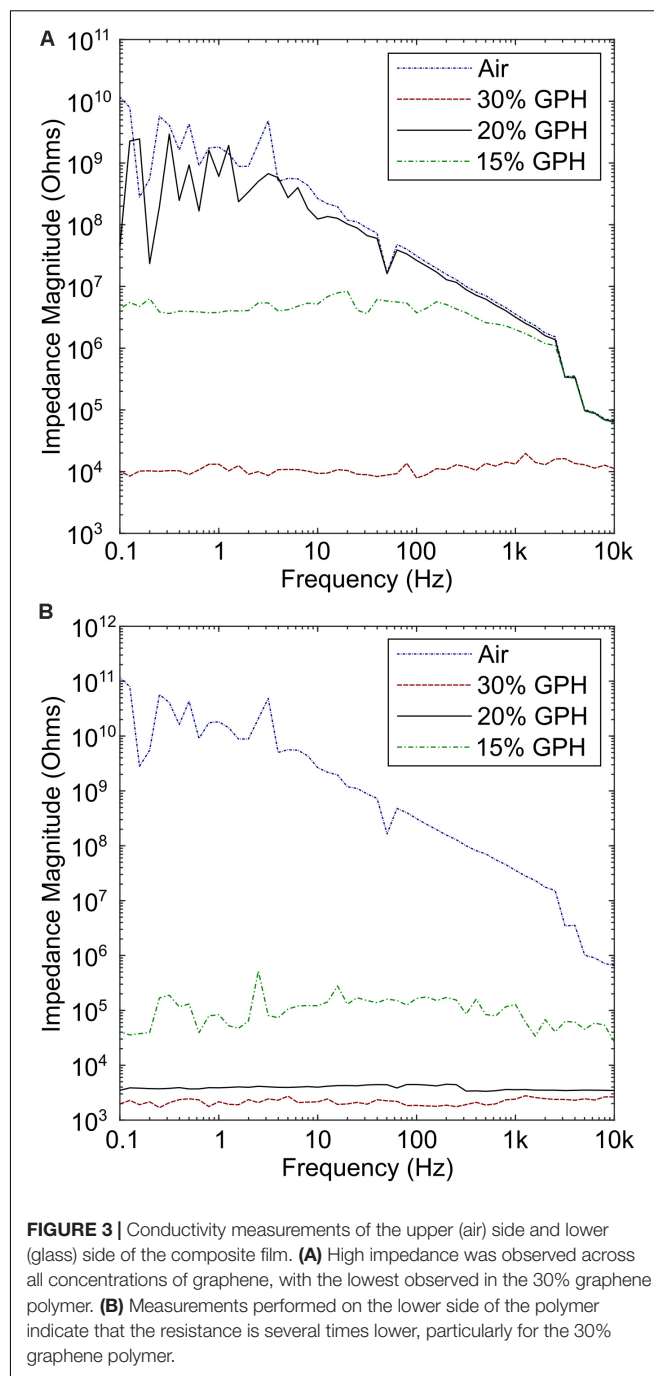 A
10^11
10^10
10^9
10^8
10^7
10^6
10^5
10^4
10^3
Impedance Magnitude (Ohms)
Air
30% GPH
20% GPH
15% GPH
0.1 1 10 100 1k 10k
Frequency (Hz)
B
10^12
10^11
10^10
10^9
10^8
10^7
10^6
10^5
10^4
10^3
Impedance Magnitude (Ohms)
Air
30% GPH
20% GPH
15% GPH
0.1 1 10 100 1k 10k
Frequency (Hz)
FIGURE 3 | Conductivity measurements of the upper (air) side and lower
(glass) side of the composite film. (A) High impedance was observed across
all concentrations of graphene, with the lowest observed in the 30% graphene
polymer. (B) Measurements performed on the lower side of the polymer
indicate that the resistance is several times lower, particularly for the 30%
graphene polymer.